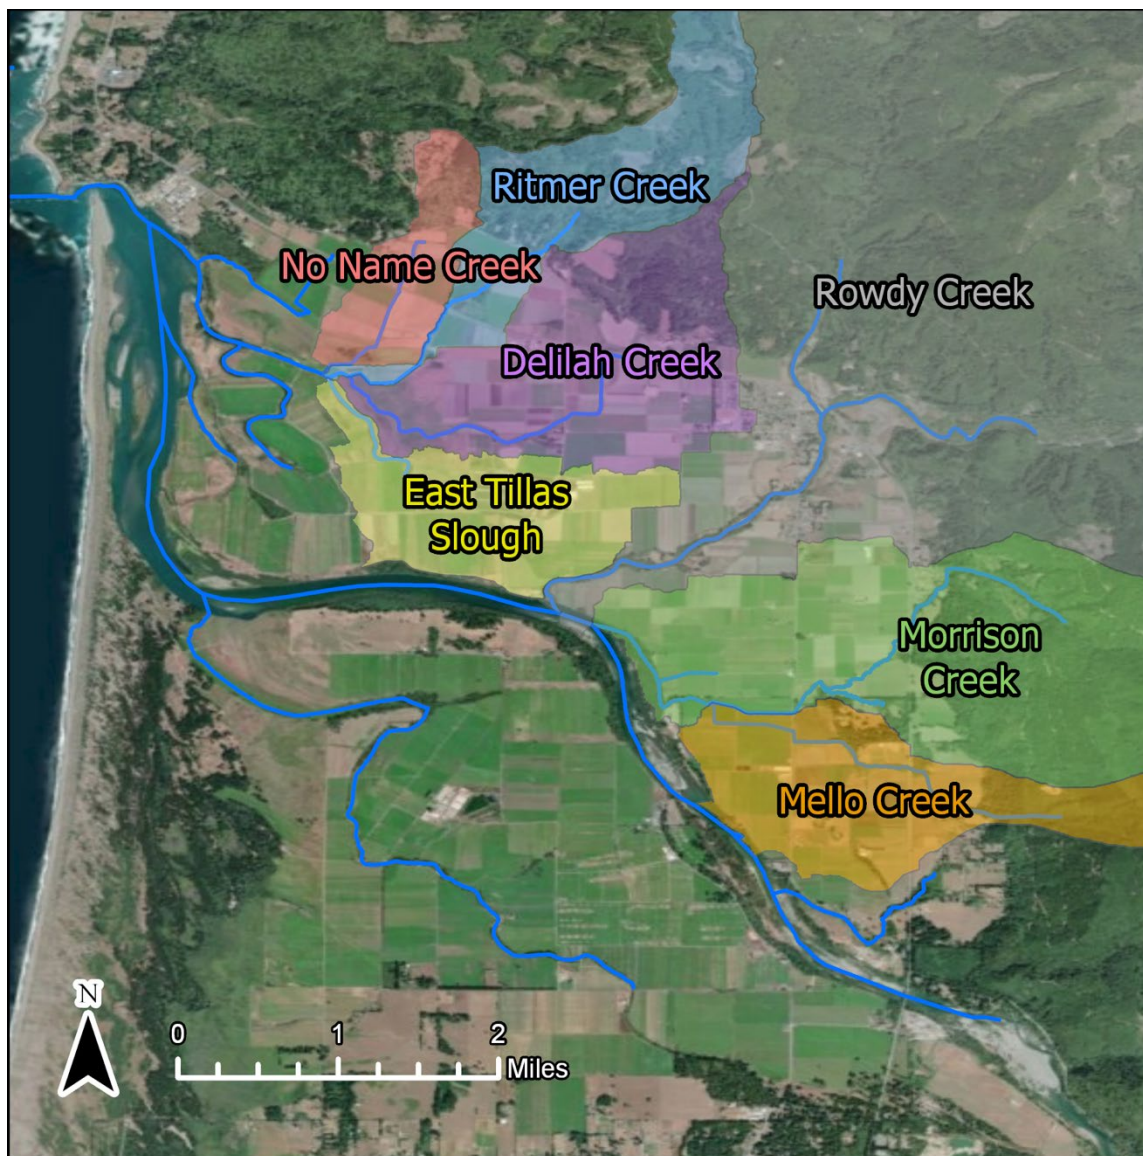 Ritmer Creek
No Name Creek
Rowdy Creek
Delilah Creek
East Tillas
Slough
Morrison
Creek
Mello Creek
N
0 1 2
Miles